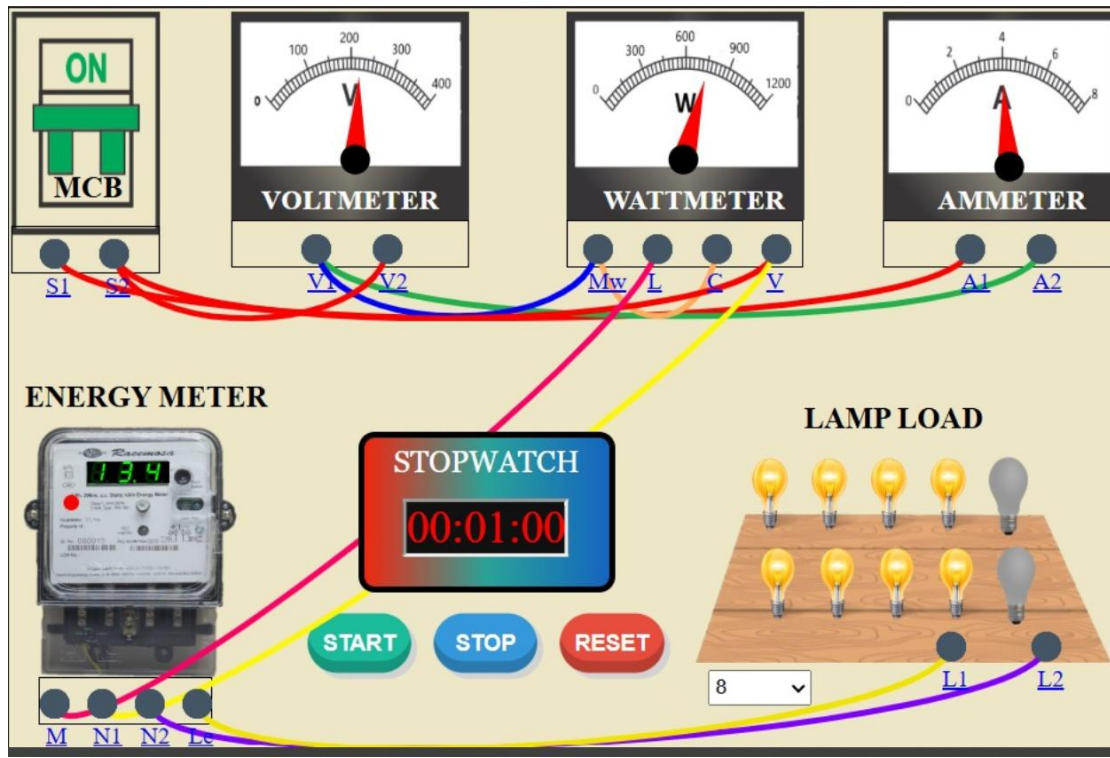 ON
MCB
S1 S2
0 100 200 300 400
V
VOLTMETER
V1 V2
0 300 600 900 1200
W
WATTMETER
Mw L C V
0 2 4 6 8
A
AMMETER
A1 A2
ENERGY METER
Racemosa
13.4
M N1 N2 Le
STOPWATCH
00:01:00
START STOP RESET
LAMP LOAD
8
L1 L2